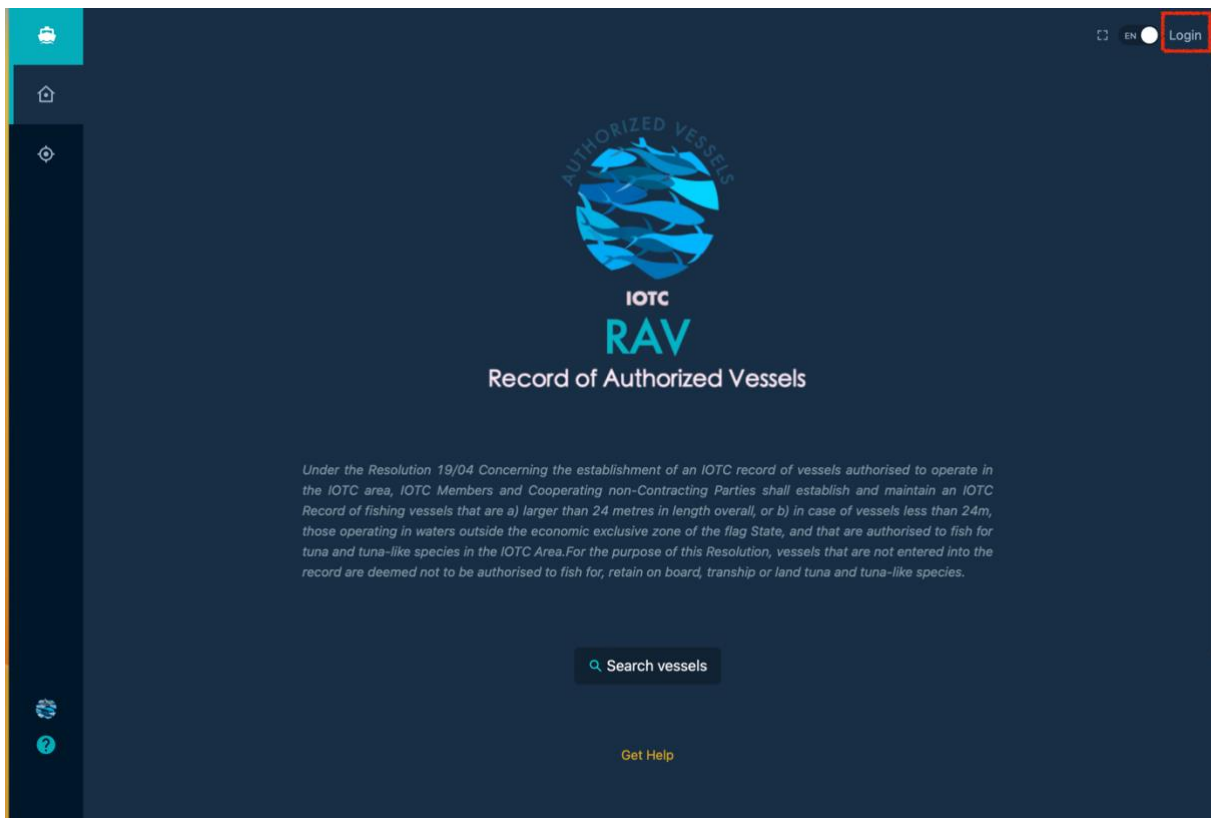 EN Login
AUTHORIZED VESSELS
IOTC
RAV
Record of Authorized Vessels
Under the Resolution 19/04 Concerning the establishment of an IOTC record of vessels authorised to operate in
the IOTC area, IOTC Members and Cooperating non-Contracting Parties shall establish and maintain an IOTC
Record of fishing vessels that are a) larger than 24 metres in length overall, or b) in case of vessels less than 24m,
those operating in waters outside the economic exclusive zone of the flag State, and that are authorised to fish for
tuna and tuna-like species in the IOTC Area.For the purpose of this Resolution, vessels that are not entered into the
record are deemed not to be authorised to fish for, retain on board, tranship or land tuna and tuna-like species.
Search vessels
Get Help